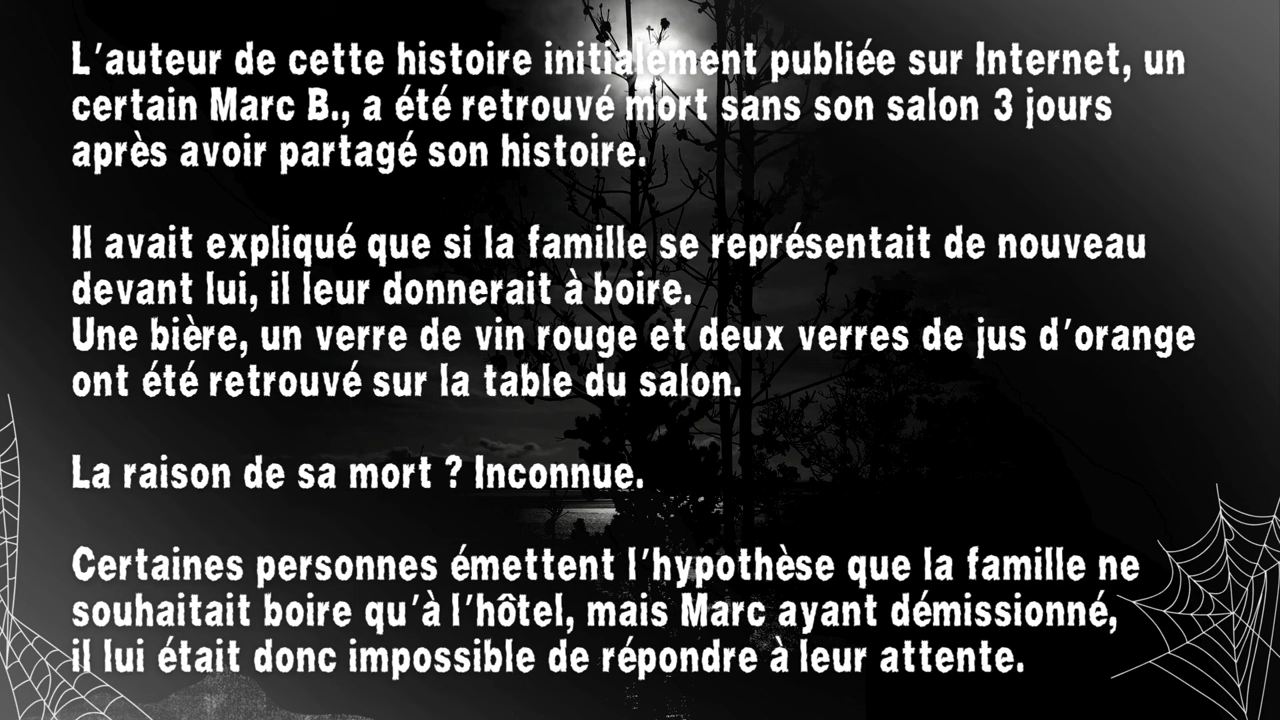 L'auteur de cette histoire initialement publiée sur Internet, un
certain Marc B., a été retrouvé mort sans son salon 3 jours
après avoir partagé son histoire.
Il avait expliqué que si la famille se représentait de nouveau
devant lui, il leur donnerait à boire.
Une bière, un verre de vin rouge et deux verres de jus d'orange
ont été retrouvé sur la table du salon.
La raison de sa mort ? Inconnue.
Certaines personnes émettent l'hypothèse que la famille ne
souhaitait boire qu'à l'hôtel, mais Marc ayant démissionné,
il lui était donc impossible de répondre à leur attente.